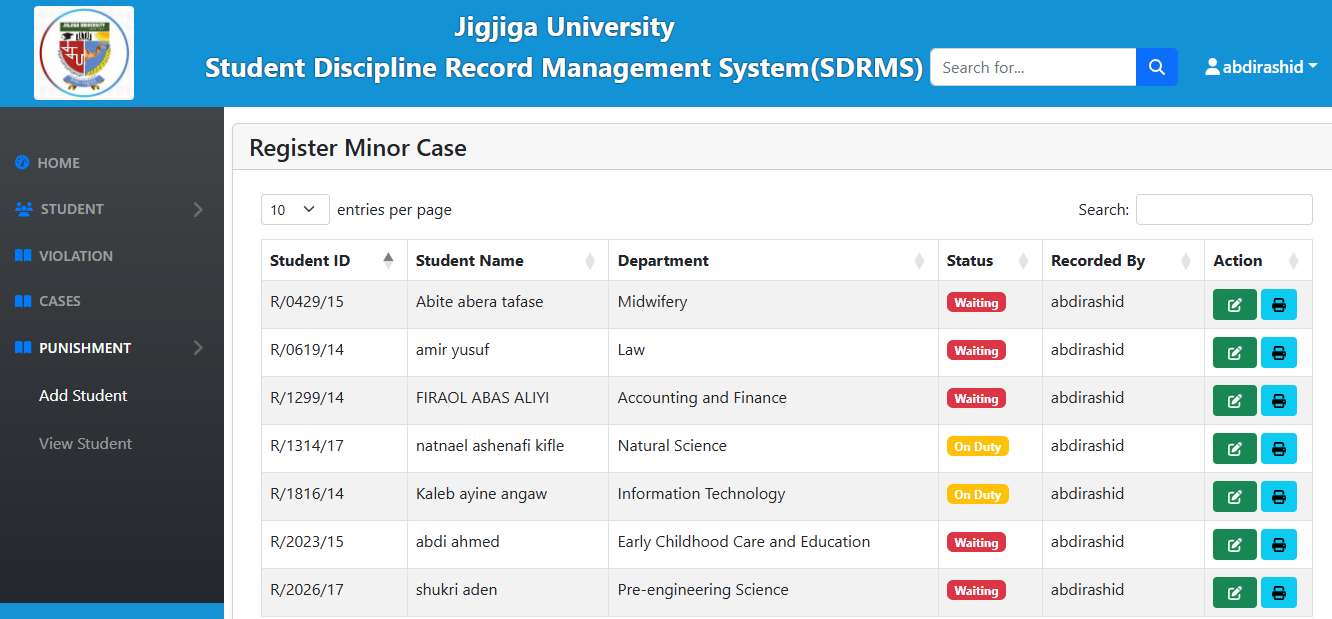 JIGJIGA UNIVERSITY
Jigjiga University
Student Discipline Record Management System(SDRMS)
Search for...
abdirashid
HOME
STUDENT
VIOLATION
CASES
PUNISHMENT
Add Student
View Student
Register Minor Case
10 entries per page
Search:
Student ID Student Name Department Status Recorded By Action
R/0429/15 Abite abera tafase Midwifery Waiting abdirashid
R/0619/14 amir yusuf Law Waiting abdirashid
R/1299/14 FIRAOL ABAS ALIYI Accounting and Finance Waiting abdirashid
R/1314/17 natnael ashenafi kifle Natural Science On Duty abdirashid
R/1816/14 Kaleb ayine angaw Information Technology On Duty abdirashid
R/2023/15 abdi ahmed Early Childhood Care and Education Waiting abdirashid
R/2026/17 shukri aden Pre-engineering Science Waiting abdirashid